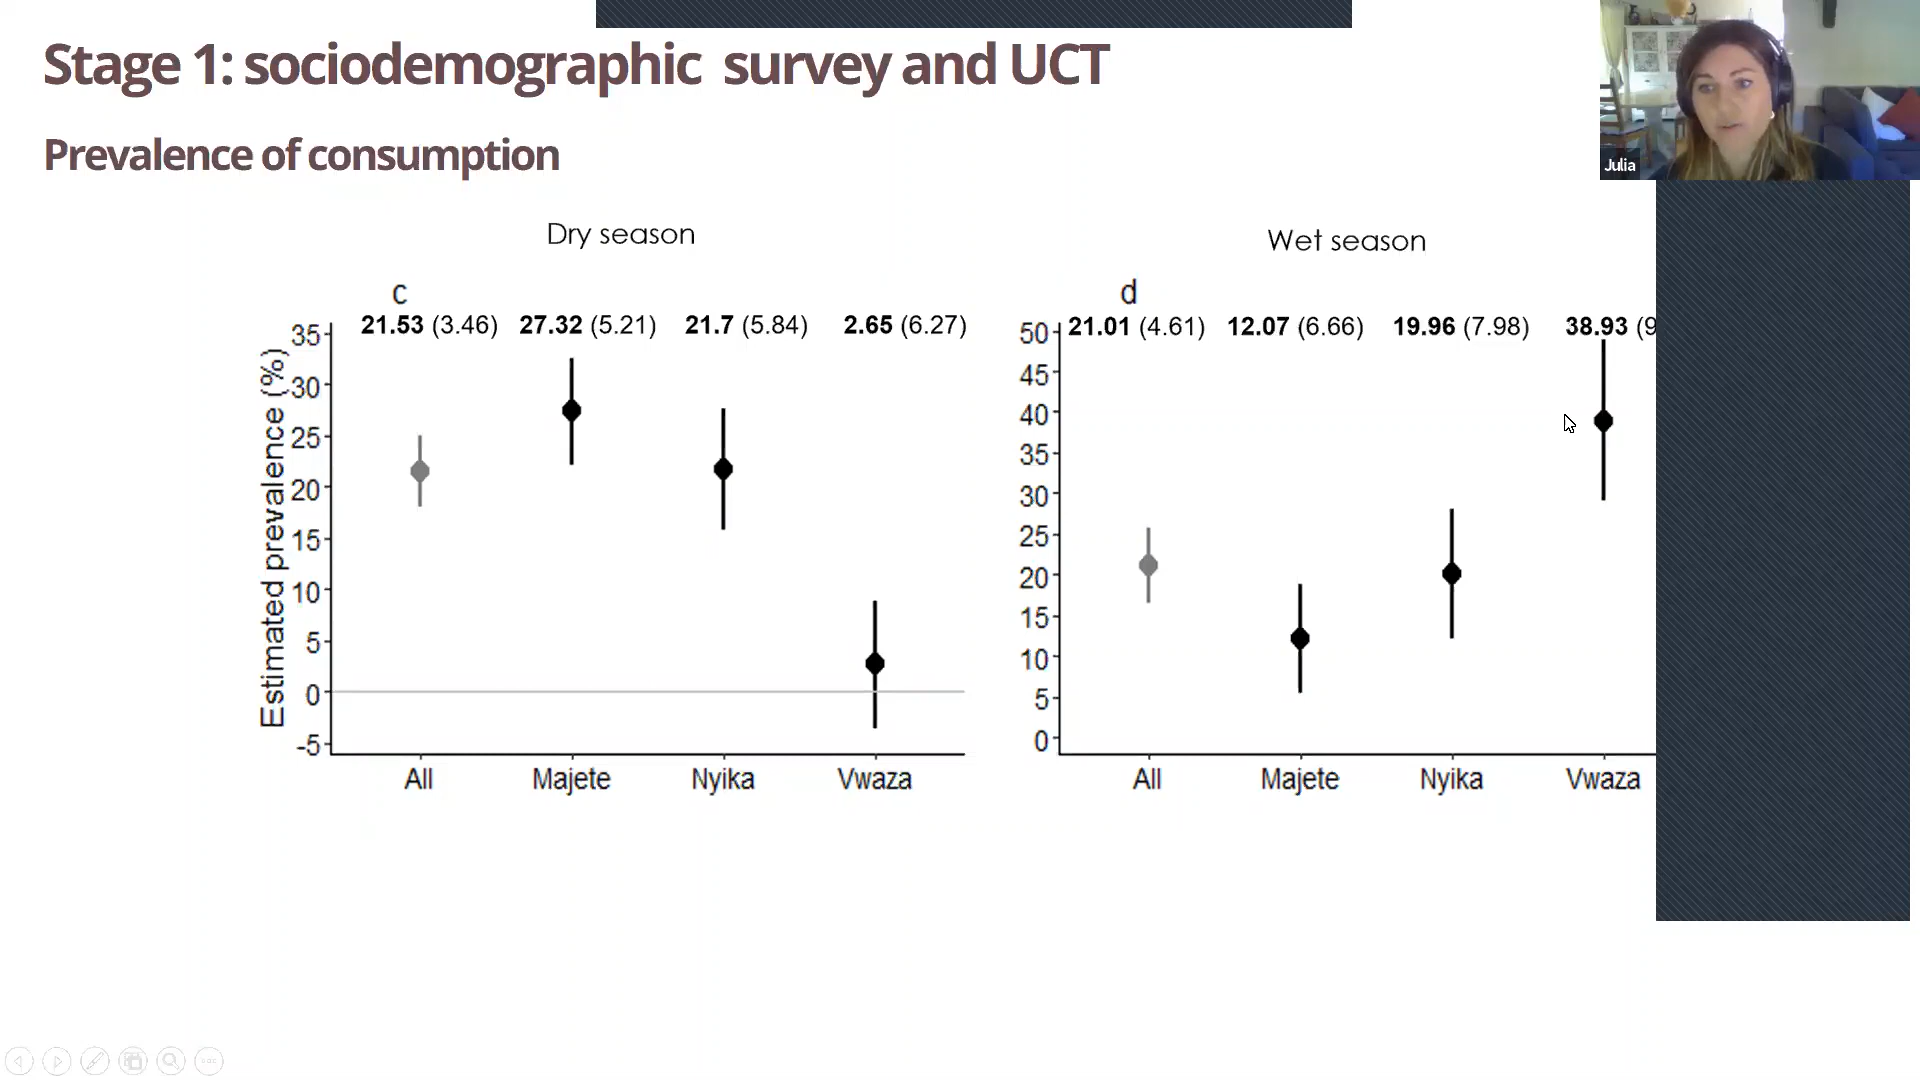 Stage 1: sociodemographic survey and UCT
Julia
Prevalence of consumption
Dry season
Wet season
c
21.53 (3.46) 27.32 (5.21) 21.7 (5.84) 2.65 (6.27)
Estimated prevalence (%)
35
30
25
20
15
10
5
0
-5
All Majete Nyika Vwaza
d
21.01 (4.61) 12.07 (6.66) 19.96 (7.98) 38.93 (9
50
45
40
35
30
25
20
15
10
5
0
All Majete Nyika Vwaza